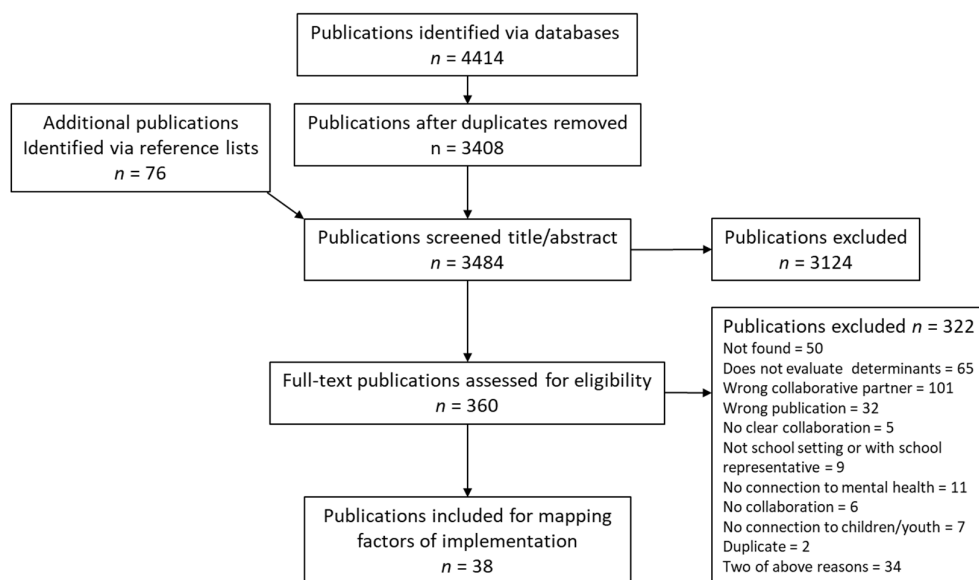 Publications identified via databases
n = 4414
Additional publications
Identified via reference lists
n = 76
Publications after duplicates removed
n = 3408
Publications screened title/abstract
n = 3484
Publications excluded
n = 3124
Full-text publications assessed for eligibility
n = 360
Publications excluded n = 322
Not found = 50
Does not evaluate determinants = 65
Wrong collaborative partner = 101
Wrong publication = 32
No clear collaboration = 5
Not school setting or with school
representative = 9
No connection to mental health = 11
No collaboration = 6
No connection to children/youth = 7
Duplicate = 2
Two of above reasons = 34
Publications included for mapping
factors of implementation
n = 38